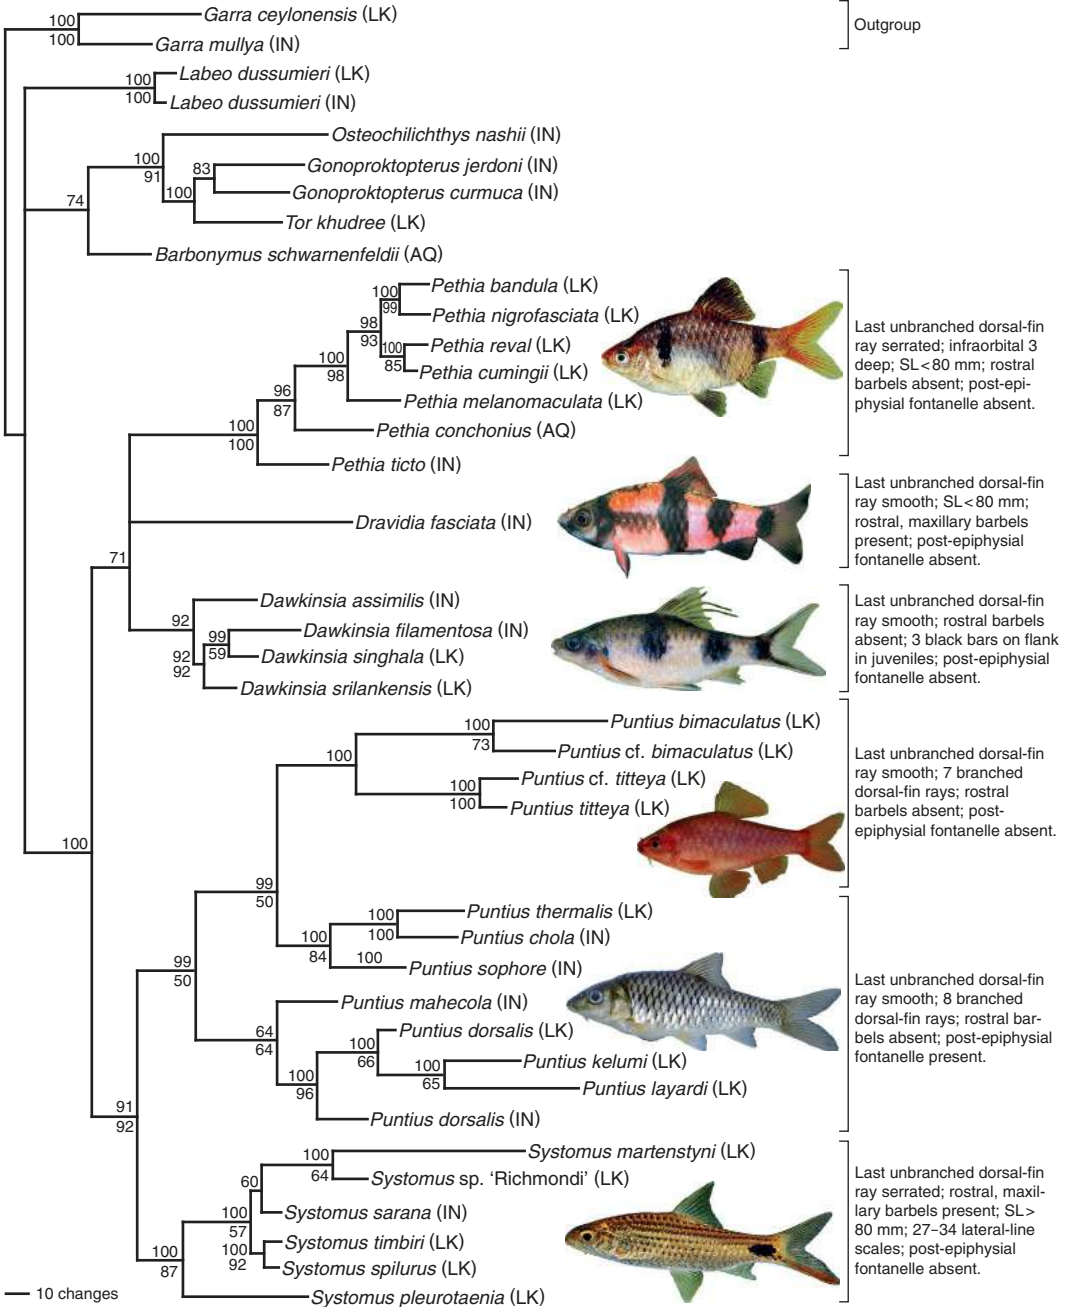 Garra ceylonensis (LK)
100
100
Garra mullya (IN)
Outgroup
Labeo dussumieri (LK)
100
100
Labeo dussumieri (IN)
Osteochilichthys nashii (IN)
100
91
83
Gonoproktopterus jerdoni (IN)
100
Gonoproktopterus curmuca (IN)
74
Tor khudree (LK)
Barbonymus schwarnenfeldii (AQ)
Pethia bandula (LK)
100
99
Pethia nigrofasciata (LK)
98
93
Pethia reval (LK)
100
85
Pethia cumingii (LK)
100
98
Pethia melanomaculata (LK)
96
87
Pethia conchonius (AQ)
100
100
Pethia ticto (IN)
Last unbranched dorsal-fin
ray serrated; infraorbital 3
deep; SL<80 mm; rostral
barbels absent; post-epi-
physial fontanelle absent.
Dravidia fasciata (IN)
Last unbranched dorsal-fin
ray smooth; SL<80 mm;
rostral, maxillary barbels
present; post-epiphysial
fontanelle absent.
71
Dawkinsia assimilis (IN)
92
99
59
Dawkinsia filamentosa (IN)
Dawkinsia singhala (LK)
92
92
Dawkinsia srilankensis (LK)
Last unbranched dorsal-fin
ray smooth; rostral barbels
absent; 3 black bars on flank
in juveniles; post-epiphysial
fontanelle absent.
Puntius bimaculatus (LK)
100
73
Puntius cf. bimaculatus (LK)
100
Puntius cf. titteya (LK)
100
100
Puntius titteya (LK)
Last unbranched dorsal-fin
ray smooth; 7 branched
dorsal-fin rays; rostral
barbels absent; post-
epiphysial fontanelle absent.
100
99
50
Puntius thermalis (LK)
100
100
Puntius chola (IN)
100
84
100
Puntius sophore (IN)
99
50
Puntius mahecola (IN)
64
64
Puntius dorsalis (LK)
100
66
Puntius kelumi (LK)
100
65
Puntius layardi (LK)
100
96
Puntius dorsalis (IN)
Last unbranched dorsal-fin
ray smooth; 8 branched
dorsal-fin rays; rostral bar-
bels absent; post-epiphysial
fontanelle present.
91
92
Systomus martenstyni (LK)
100
64
Systomus sp. ‘Richmondi’ (LK)
60
Systomus sarana (IN)
100
57
Systomus timbiri (LK)
100
92
Systomus spilurus (LK)
100
87
Systomus pleurotaenia (LK)
Last unbranched dorsal-fin
ray serrated; rostral, maxil-
lary barbels present; SL>
80 mm; 27–34 lateral-line
scales; post-epiphysial
fontanelle absent.
10 changes